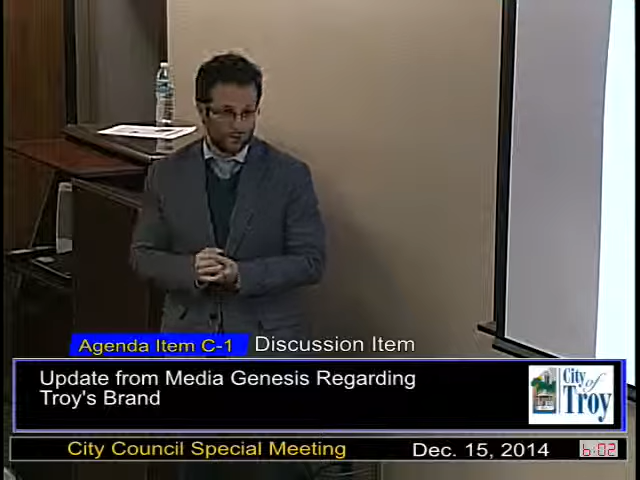 Agenda Item C-1 Discussion Item
Update from Media Genesis Regarding
Troy's Brand
City
of
Troy
City Council Special Meeting Dec. 15, 2014 6:02